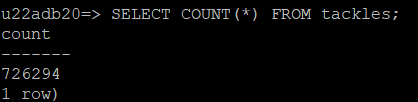 u22adb20=> SELECT COUNT(*) FROM tackles;
count
-------
726294
1 row)